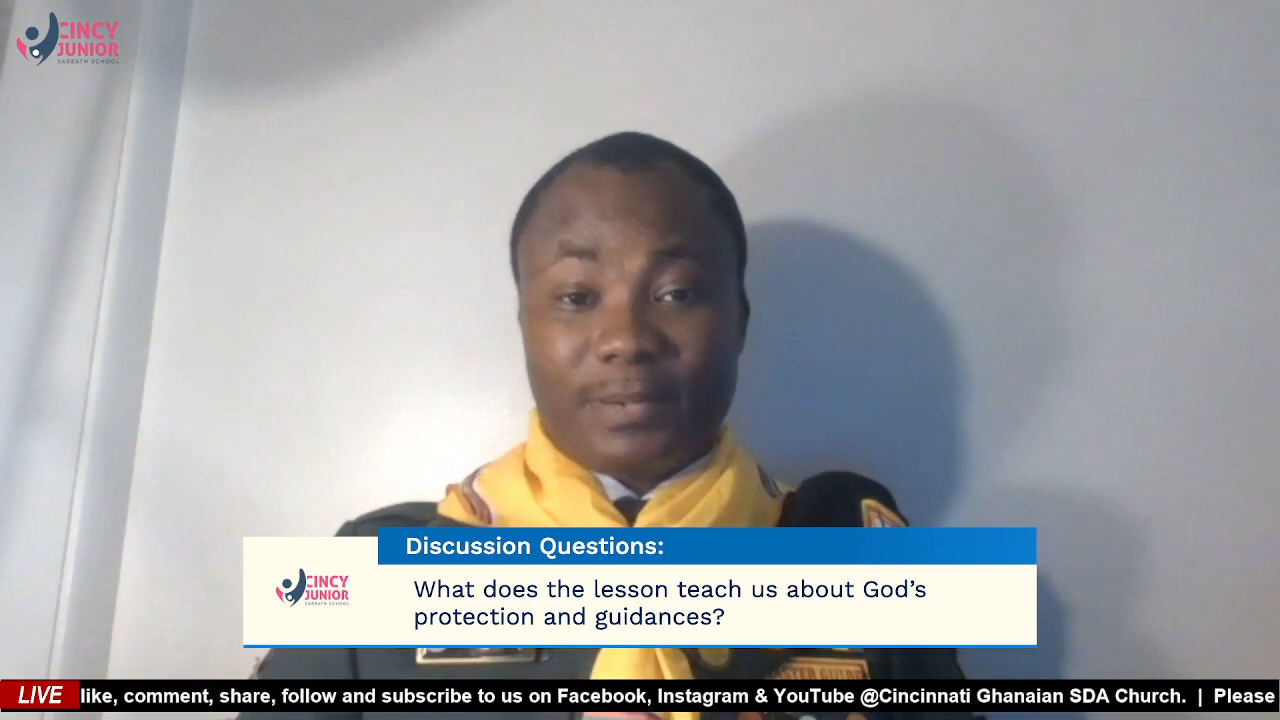 CINCY
JUNIOR
SABBATH SCHOOL
Discussion Questions:
CINCY
JUNIOR
SABBATH SCHOOL
What does the lesson teach us about God's
protection and guidances?
LIVE like, comment, share, follow and subscribe to us on Facebook, Instagram & YouTube @Cincinnati Ghanaian SDA Church. | Please